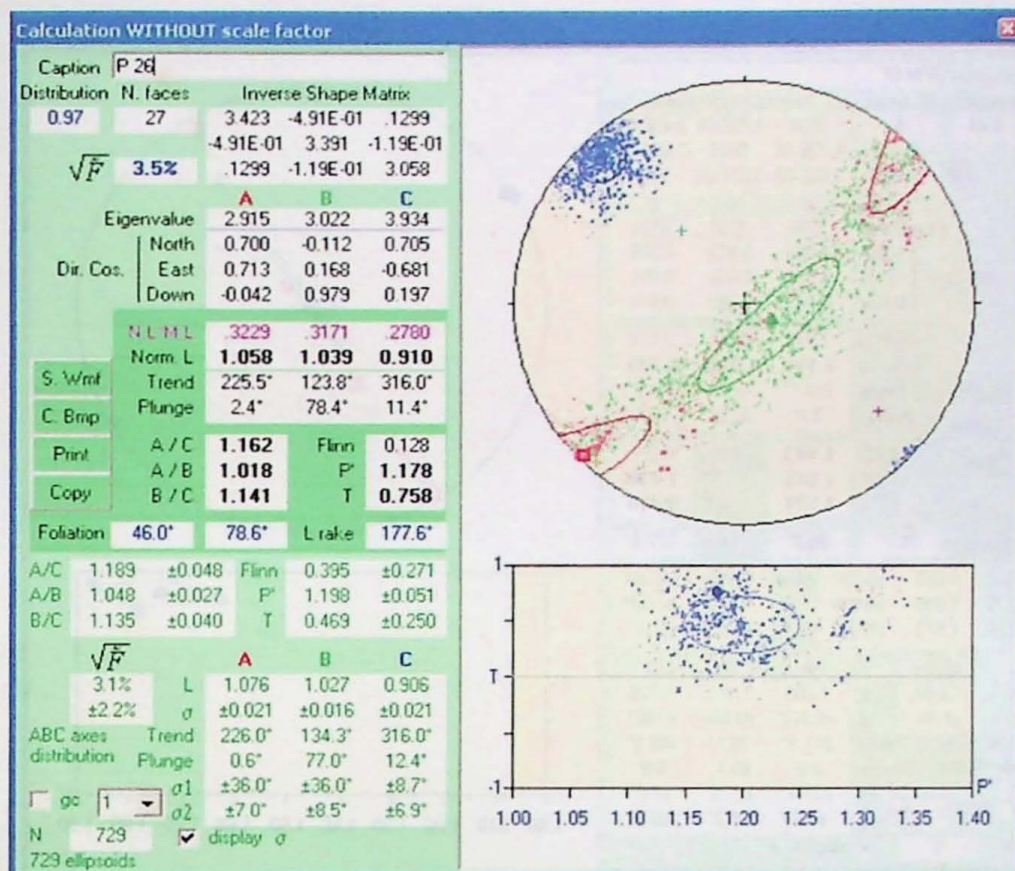 Calculation WITHOUT scale factor
Caption P 26
Distribution N. faces Inverse Shape Matrix
0.97 27 3.423 -4.91E-01 .1299
-4.91E-01 3.391 -1.19E-01
√F 3.5% .1299 -1.19E-01 3.058
A B C
Eigenvalue 2.915 3.022 3.934
North 0.700 -0.112 0.705
Dir. Cos. East 0.713 0.168 -0.681
Down -0.042 0.979 0.197
N.L*M.L .3229 .3171 .2780
Norm. L 1.058 1.039 0.910
S. Wmf Trend 225.5° 123.8° 316.0°
C. Bmp Plunge 2.4° 78.4° 11.4°
Print A / C 1.162 Flinn 0.128
A / B 1.018 P' 1.178
Copy B / C 1.141 T 0.758
Foliation 46.0° 78.6° L rake 177.6°
A/C 1.189 ±0.048 Flinn 0.395 ±0.271
A/B 1.048 ±0.027 P' 1.198 ±0.051
B/C 1.135 ±0.040 T 0.469 ±0.250
√F A B C
3.1% L 1.076 1.027 0.906
±2.2% σ ±0.021 ±0.016 ±0.021
ABC axes Trend 226.0° 134.3° 316.0°
distribution Plunge 0.6° 77.0° 12.4°
σ1 ±36.0° ±36.0° ±8.7°
gc 1 σ2 ±7.0° ±8.5° ±6.9°
N 729 display σ
729 ellipsoids
1
T
-1 P'
1.00 1.05 1.10 1.15 1.20 1.25 1.30 1.35 1.40